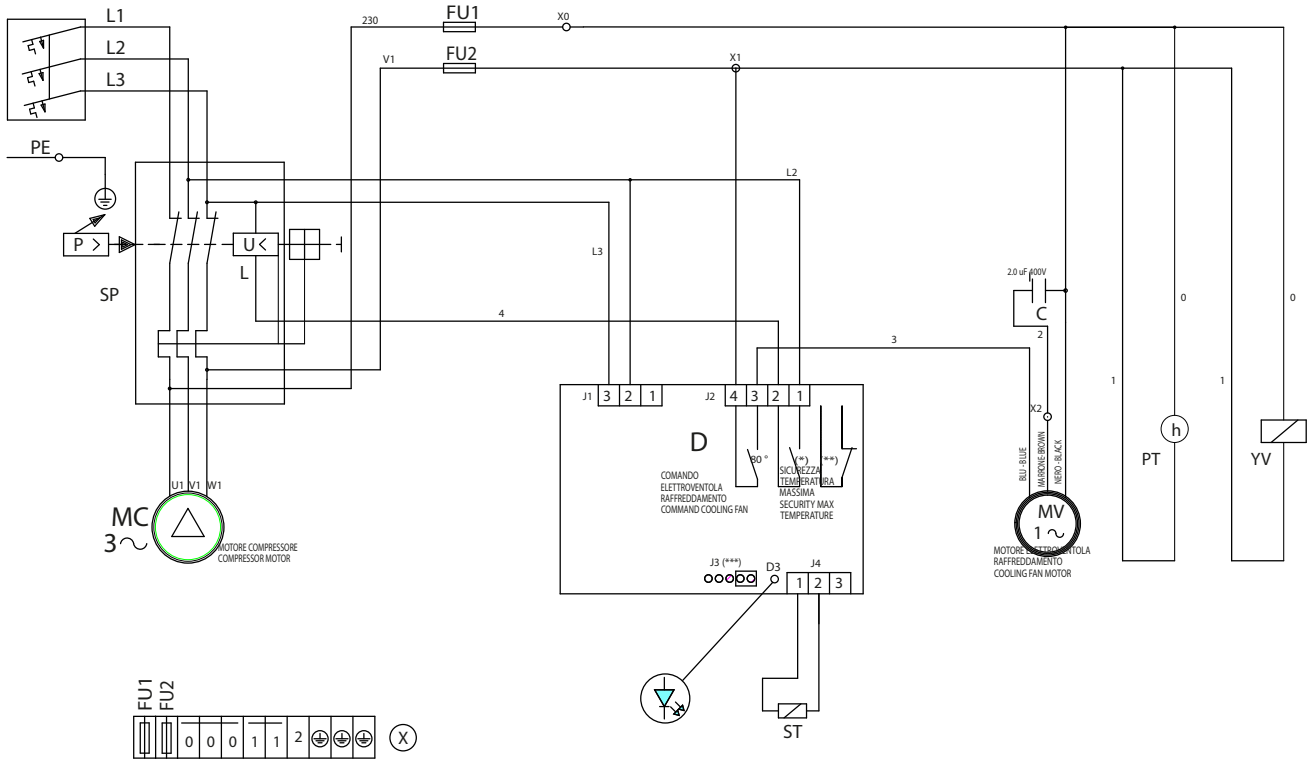 L1
L2
L3
PE
P >
SP
U<
L
230
FU1
X0
V1
FU2
X1
L2
L3
4
3
2.0 uF 400V
C
2
X2
BLU - BLUE
MARRONE-BROWN
NERO - BLACK
1
0
1
0
h
PT
YV
J1 3 2 1
J2 4 3 2 1
D
80 °
(*)
(**)
COMANDO
ELETTROVENTOLA
RAFFREDDAMENTO
COMMAND COOLING FAN
SICUREZZA
TEMPERATURA
MASSIMA
SECURITY MAX
TEMPERATURE
J3 (***)
D3
J4
1 2 3
ST
U1 V1 W1
MC
3~
MOTORE COMPRESSORE
COMPRESSOR MOTOR
MV
1~
MOTORE ELETTROVENTOLA
RAFFREDDAMENTO
COOLING FAN MOTOR
FU1
FU2
0 0 0 1 1 2
X